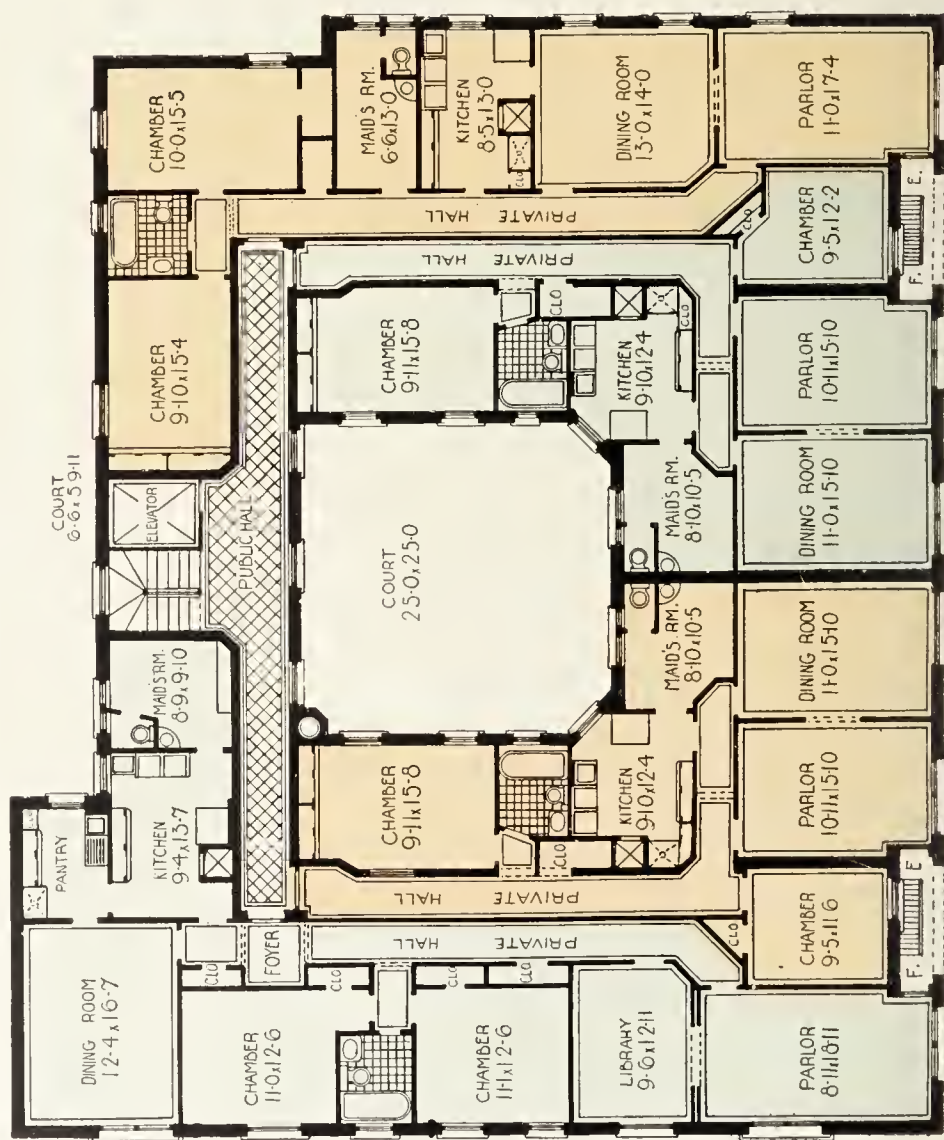 CHAMBER
10-0x15-5
MAID'S RM.
6-6x13-0
KITCHEN
8-5x13-0
CLO
DINING ROOM
13-0x14-0
PARLOR
11-0x17-4
PRIVATE HALL
CLO
CHAMBER
9-5x12-2
F. E.
PRIVATE HALL
CHAMBER
9-10x15-4
CHAMBER
9-11x15-8
CLO
KITCHEN
9-10x12-4
CLO
PARLOR
10-11x15-10
COURT
6-6x59-11
ELEVATOR
PUBLIC HALL
COURT
25-0x25-0
MAID'S RM.
8-10x10-5
DINING ROOM
11-0x15-10
MAID'S RM.
8-10x10-5
DINING ROOM
11-0x15-10
MAID'S RM.
8-9x9-10
CHAMBER
9-11x15-8
CLO
KITCHEN
9-10x12-4
PARLOR
10-11x15-10
CLO
PANTRY
KITCHEN
9-4x13-7
PRIVATE HALL
CHAMBER
9-5x11-6
F. E
CLO
PRIVATE HALL
FOYER
CLO
CLO
CLO
CLO
DINING ROOM
12-4x16-7
CHAMBER
11-0x12-6
CHAMBER
11-1x12-6
LIBRARY
9-6x12-11
PARLOR
8-11x18-11